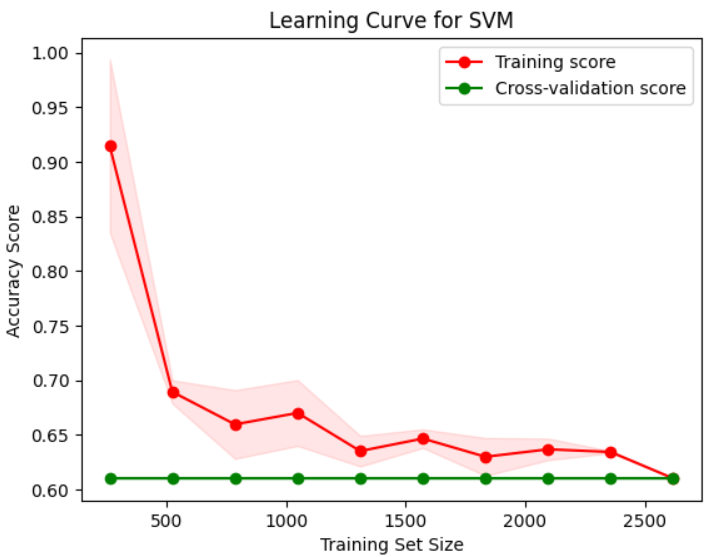 Learning Curve for SVM
Training score
Cross-validation score
Accuracy Score
1.00
0.95
0.90
0.85
0.80
0.75
0.70
0.65
0.60
500
1000
1500
2000
2500
Training Set Size